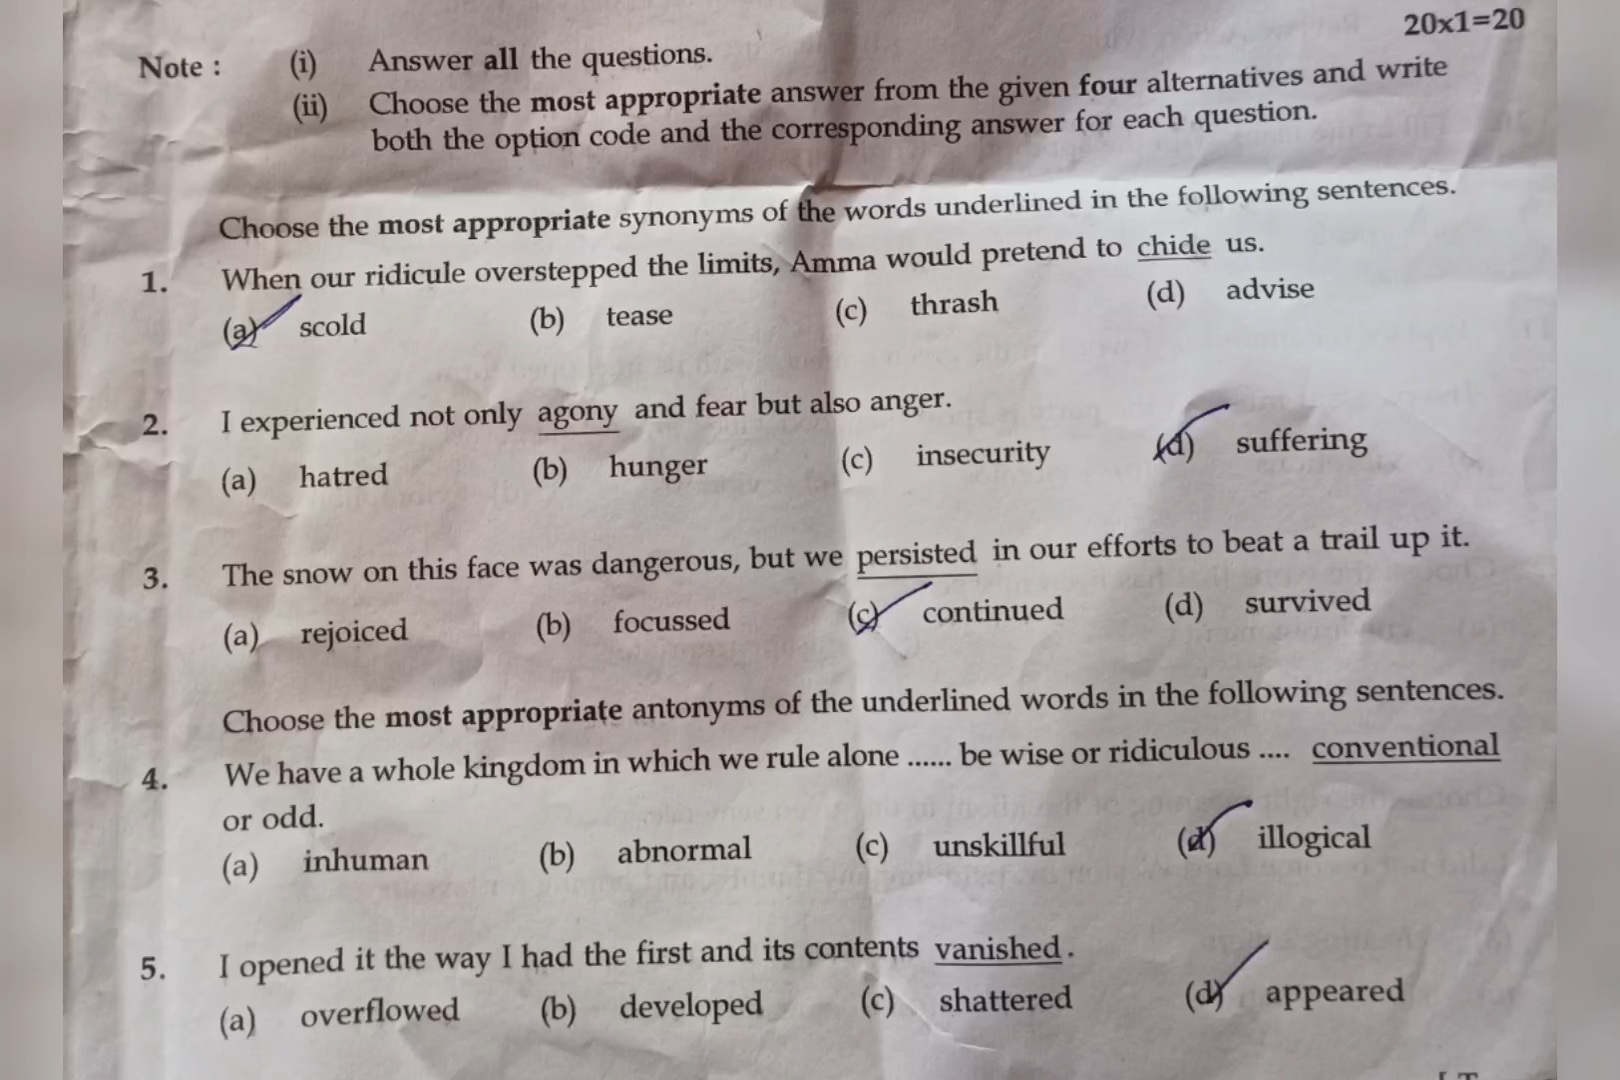 20x1=20
Note : (i) Answer all the questions.
(ii) Choose the most appropriate answer from the given four alternatives and write
both the option code and the corresponding answer for each question.
Choose the most appropriate synonyms of the words underlined in the following sentences.
1. When our ridicule overstepped the limits, Amma would pretend to chide us.
(a) scold (b) tease (c) thrash (d) advise
2. I experienced not only agony and fear but also anger.
(a) hatred (b) hunger (c) insecurity (d) suffering
3. The snow on this face was dangerous, but we persisted in our efforts to beat a trail up it.
(a) rejoiced (b) focussed (c) continued (d) survived
Choose the most appropriate antonyms of the underlined words in the following sentences.
4. We have a whole kingdom in which we rule alone ...... be wise or ridiculous .... conventional
or odd.
(a) inhuman (b) abnormal (c) unskillful (d) illogical
5. I opened it the way I had the first and its contents vanished.
(a) overflowed (b) developed (c) shattered (d) appeared